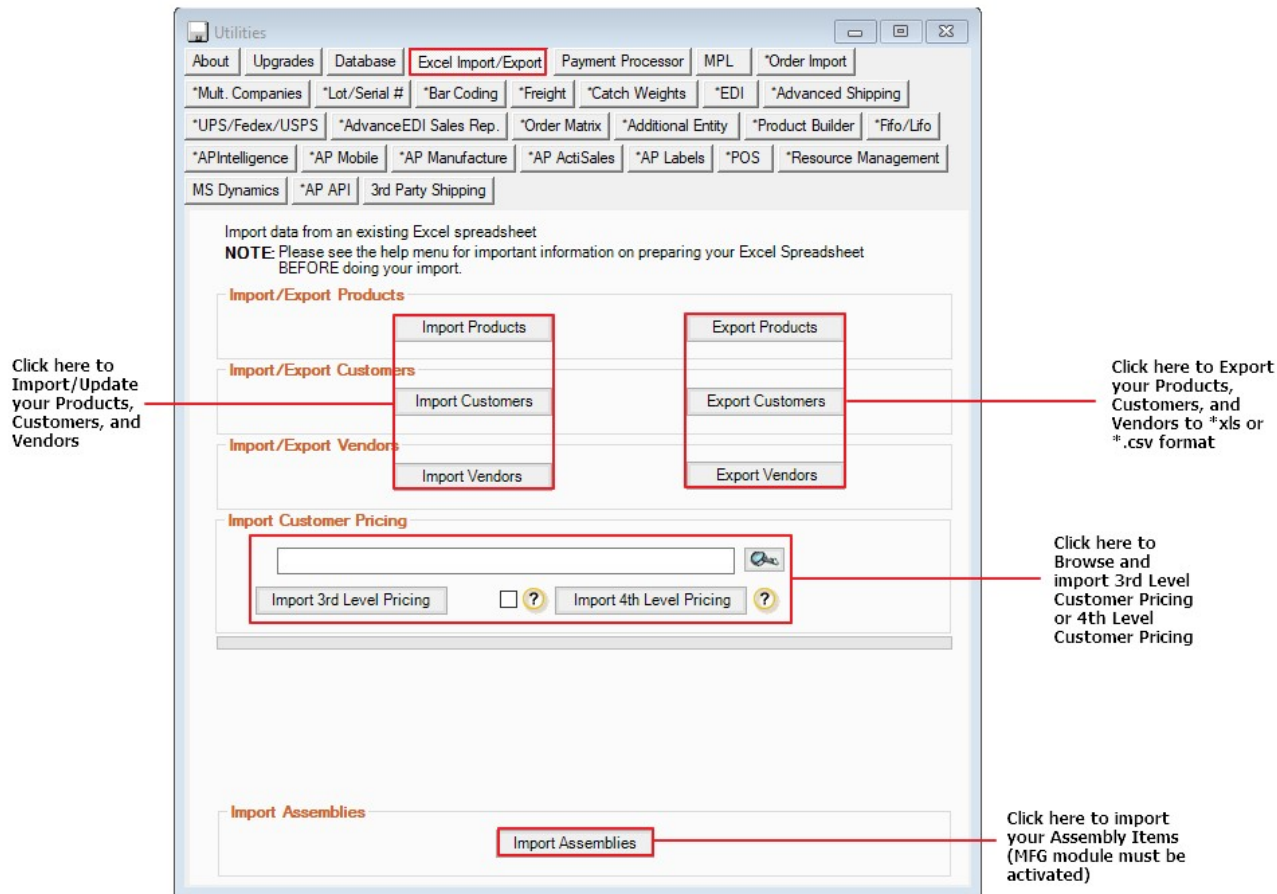 Utilities
About Upgrades Database Excel Import/Export Payment Processor MPL *Order Import
*Mult. Companies *Lot/Serial # *Bar Coding *Freight *Catch Weights *EDI *Advanced Shipping
*UPS/Fedex/USPS *AdvanceEDI Sales Rep. *Order Matrix *Additional Entity *Product Builder *Fifo/Lifo
*APIntelligence *AP Mobile *AP Manufacture *AP ActiSales *AP Labels *POS *Resource Management
MS Dynamics *AP API 3rd Party Shipping
Import data from an existing Excel spreadsheet
NOTE: Please see the help menu for important information on preparing your Excel Spreadsheet
BEFORE doing your import.
Import/Export Products
Import Products Export Products
Import/Export Customers
Import Customers Export Customers
Import/Export Vendors
Import Vendors Export Vendors
Click here to
Import/Update
your Products,
Customers, and
Vendors
Click here to Export
your Products,
Customers, and
Vendors to *xls or
*.csv format
Import Customer Pricing
Import 3rd Level Pricing ? Import 4th Level Pricing ?
Click here to
Browse and
import 3rd Level
Customer Pricing
or 4th Level
Customer Pricing
Import Assemblies
Import Assemblies
Click here to import
your Assembly Items
(MFG module must be
activated)